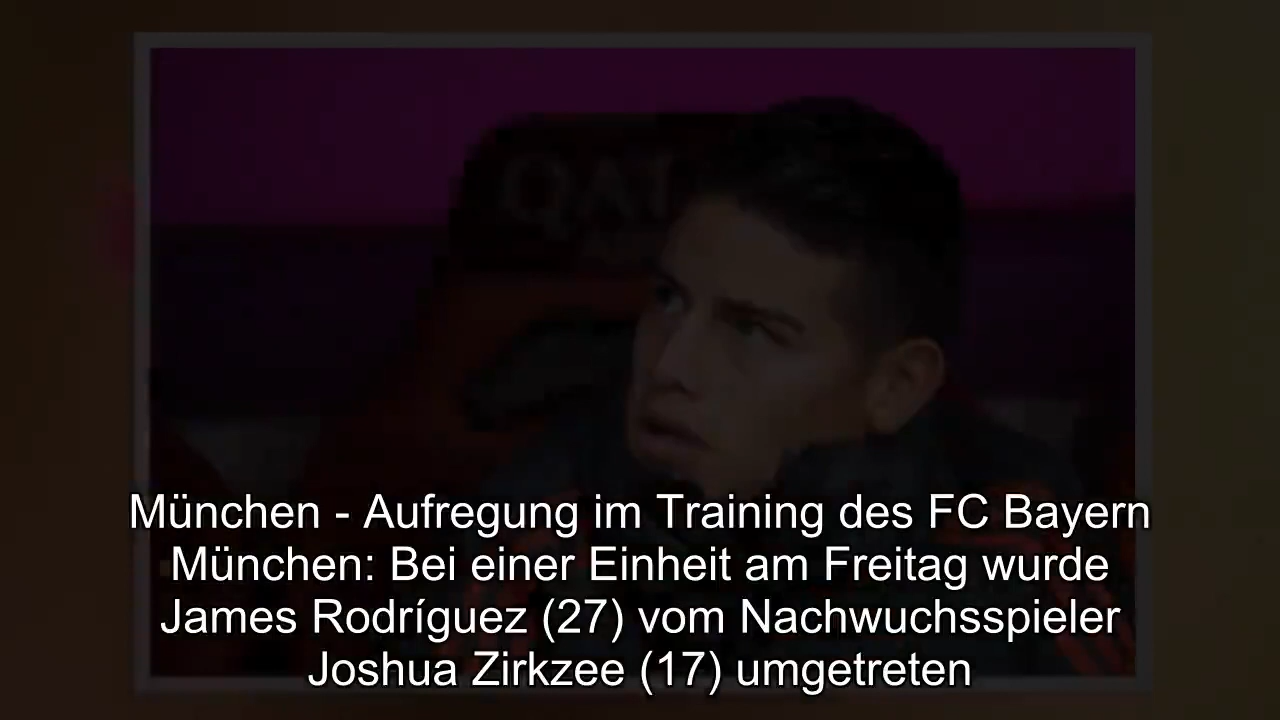 QAT
München - Aufregung im Training des FC Bayern
München: Bei einer Einheit am Freitag wurde
James Rodríguez (27) vom Nachwuchsspieler
Joshua Zirkzee (17) umgetreten